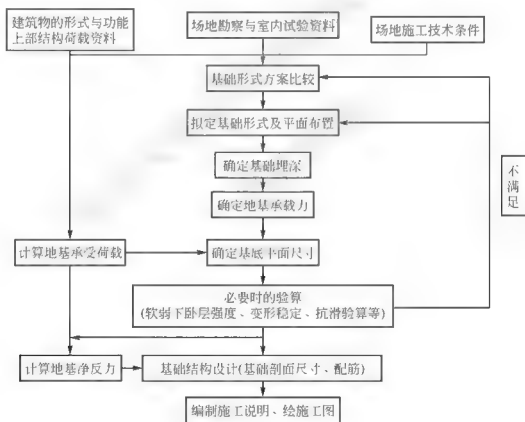 建筑物的形式与功能
上部结构荷载资料
场地勘察与室内试验资料
场地施工技术条件
基础形式方案比较
拟定基础形式及平面布置
确定基础埋深
不
满
足
确定地基承载力
计算地基承受荷载
确定基底平面尺寸
必要时的验算
(软弱下卧层强度、变形稳定、抗滑验算等)
计算地基净反力
基础结构设计(基础剖面尺寸、配筋)
编制施工说明、绘施工图